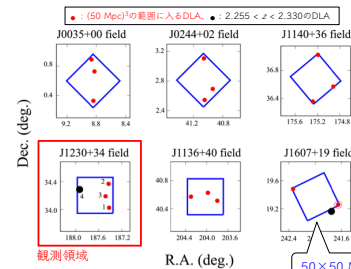 ● : (50 Mpc)³の範囲に入るDLA、● : 2.255 < z < 2.330のDLA
J0035+00 field J0244+02 field J1140+36 field
0.8
0.4
9.2 8.8 8.4
3.2
2.8
2.4
41.2 40.8
36.8
36.4
175.6 175.2 174.8
Dec. (deg.)
J1230+34 field J1136+40 field J1607+19 field
34.4
34.0
2
3
4
1
188.0 187.6 187.2
40.8
40.4
204.4 204.0 203.6
19.6
19.2
242.4 241.6
観測領域
R.A. (deg.)